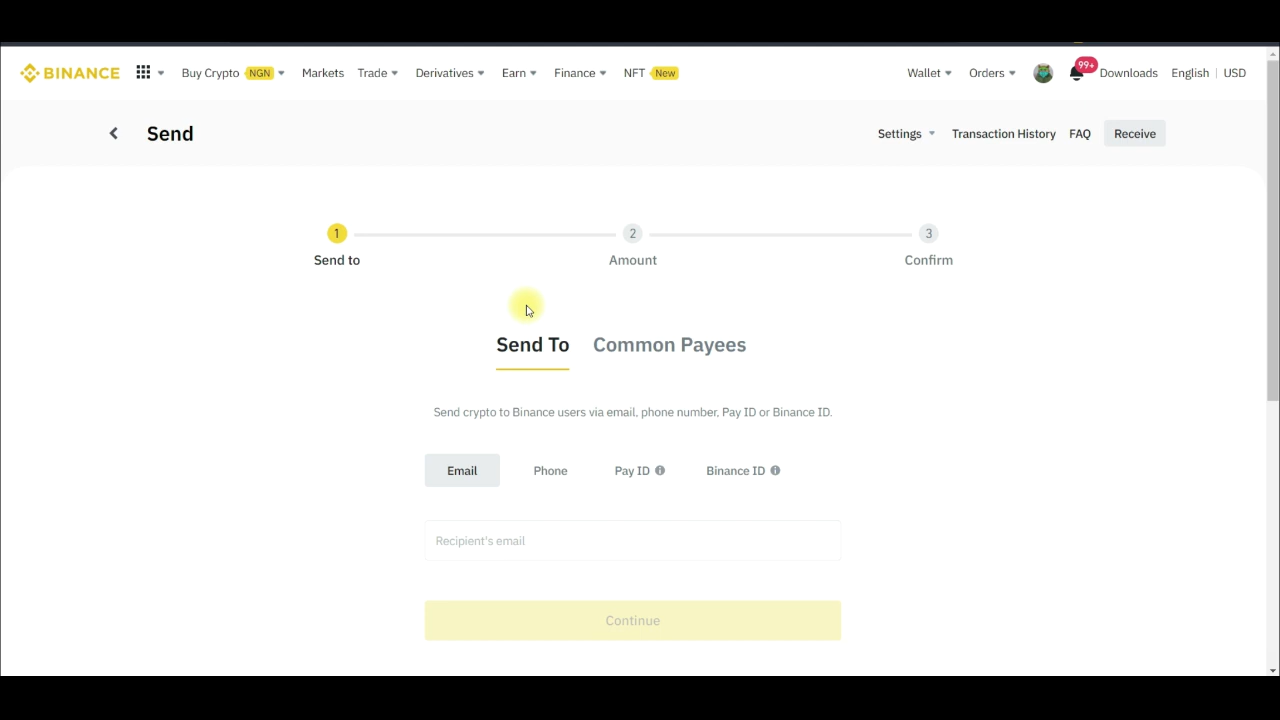 BINANCE Buy Crypto NGN Markets Trade Derivatives Earn Finance NFT New Wallet Orders 99+ Downloads English | USD
Send Settings Transaction History FAQ Receive
1 2 3
Send to Amount Confirm
Send To Common Payees
Send crypto to Binance users via email, phone number, Pay ID or Binance ID.
Email Phone Pay ID Binance ID
Recipient's email
Continue